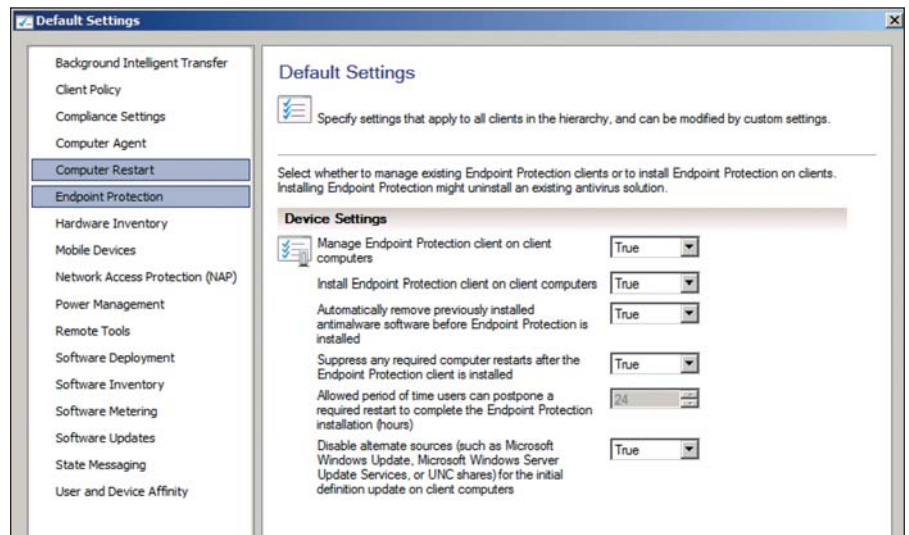 Default Settings
Background Intelligent Transfer
Client Policy
Compliance Settings
Computer Agent
Computer Restart
Endpoint Protection
Hardware Inventory
Mobile Devices
Network Access Protection (NAP)
Power Management
Remote Tools
Software Deployment
Software Inventory
Software Metering
Software Updates
State Messaging
User and Device Affinity
Default Settings
Specify settings that apply to all clients in the hierarchy, and can be modified by custom settings.
Select whether to manage existing Endpoint Protection clients or to install Endpoint Protection on clients.
Installing Endpoint Protection might uninstall an existing antivirus solution.
Device Settings
Manage Endpoint Protection client on client
computers
True
Install Endpoint Protection client on client computers
True
Automatically remove previously installed
antimalware software before Endpoint Protection is
installed
True
Suppress any required computer restarts after the
Endpoint Protection client is installed
True
Allowed period of time users can postpone a
required restart to complete the Endpoint Protection
installation (hours)
24
Disable alternate sources (such as Microsoft
Windows Update, Microsoft Windows Server
Update Services, or UNC shares) for the initial
definition update on client computers
True